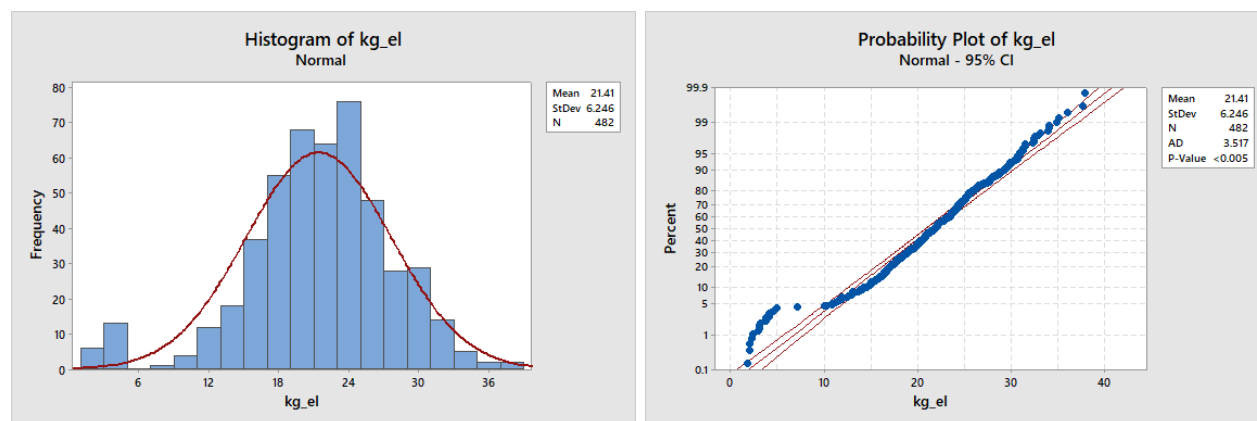 Histogram of kg_el
Normal
80
70
60
50
40
30
20
10
0
Frequency
6 12 18 24 30 36
kg_el
Mean 21.41
StDev 6.246
N 482
Probability Plot of kg_el
Normal - 95% CI
99.9
99
95
90
80
70
60
50
40
30
20
10
5
1
0.1
Percent
0 10 20 30 40
kg_el
Mean 21.41
StDev 6.246
N 482
AD 3.517
P-Value <0.005